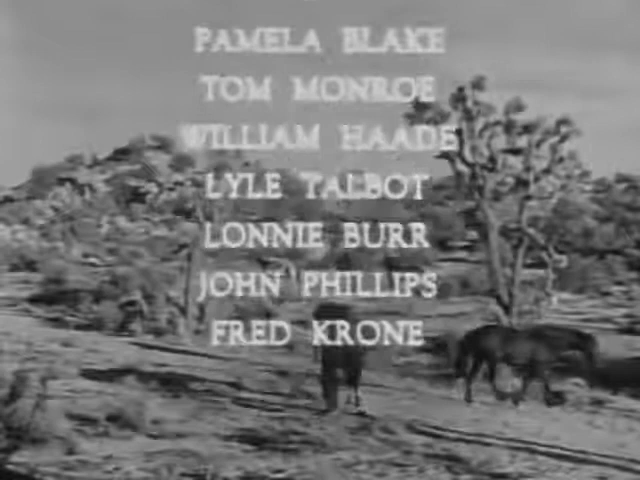 PAMELA BLAKE
TOM MONROE
WILLIAM HAADE
LYLE TALBOT
LONNIE BURR
JOHN PHILLIPS
FRED KRONE